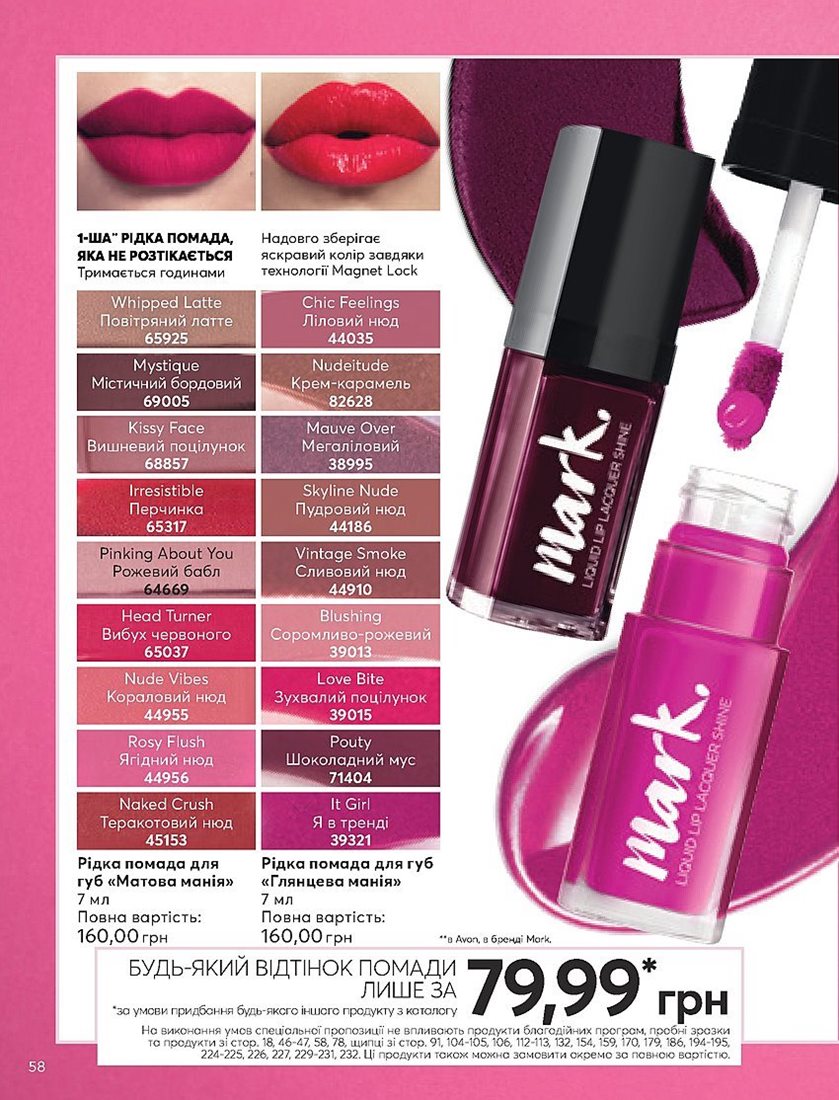 1-ША** РІДКА ПОМАДА,
ЯКА НЕ РОЗТІКАЄТЬСЯ
Тримається годинами
Надовго зберігає
яскравий колір завдяки
технології Magnet Lock
Whipped Latte
Повітряний латте
65925
Mystique
Містичний бордовий
69005
Kissy Face
Вишневий поцілунок
68857
Irresistible
Перчинка
65317
Pinking About You
Рожевий бабл
64669
Head Turner
Вибух червоного
65037
Nude Vibes
Кораловий нюд
44955
Rosy Flush
Ягідний нюд
44956
Naked Crush
Теракотовий нюд
45153
Рідка помада для
губ «Матова манія»
7 мл
Повна вартість:
160,00 грн
Chic Feelings
Ліловий нюд
44035
Nudeitude
Крем-карамель
82628
Mauve Over
Мегаліловий
38995
Skyline Nude
Пудровий нюд
44186
Vintage Smoke
Сливовий нюд
44910
Blushing
Соромливо-рожевий
39013
Love Bite
Зухвалий поцілунок
39015
Pouty
Шоколадний мус
71404
It Girl
Я в тренді
39321
Рідка помада для губ
«Глянцева манія»
7 мл
Повна вартість:
160,00 грн
mark.
LIQUID LIP LACQUER SHINE
mark.
LIQUID LIP LACQUER SHINE
**в Avon, в бренді Mark.
БУДЬ-ЯКИЙ ВІДТІНОК ПОМАДИ
ЛИШЕ ЗА 79,99* грн
*за умови придбання будь-якого іншого продукту з каталогу
На виконання умов спеціальної пропозиції не впливають продукти благодійних програм, пробні зразки
та продукти зі стор. 18, 46-47, 58, 78, щипці зі стор. 91, 104-105, 106, 112-113, 132, 154, 159, 170, 179, 186, 194-195,
224-225, 226, 227, 229-231, 232. Ці продукти також можна замовити окремо за повною вартістю.
58